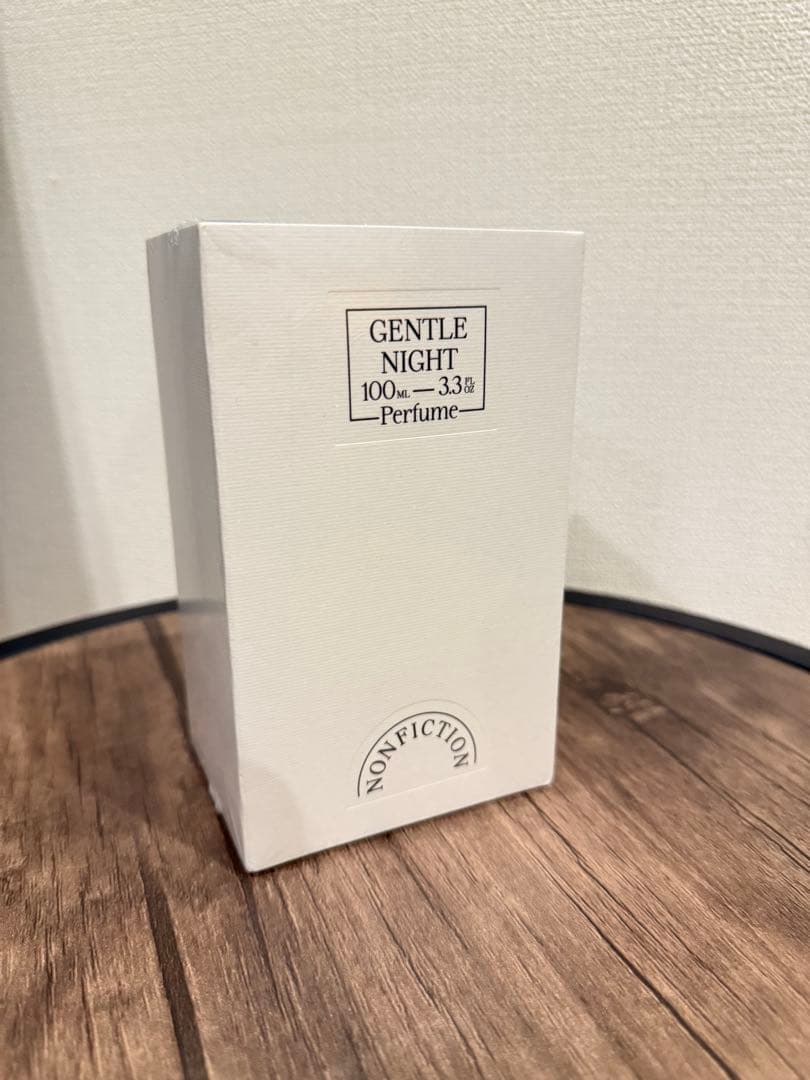 GENTLE
NIGHT
100ML — 3.3 FL OZ
Perfume
NONFICTION